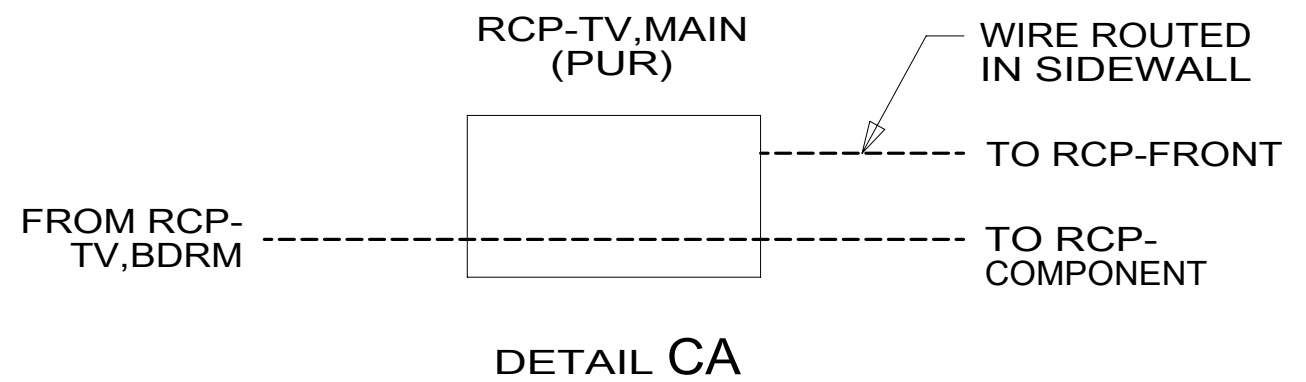 RCP-TV,MAIN
(PUR)
WIRE ROUTED
IN SIDEWALL
TO RCP-FRONT
FROM RCP-
TV,BDRM
TO RCP-
COMPONENT
DETAIL CA